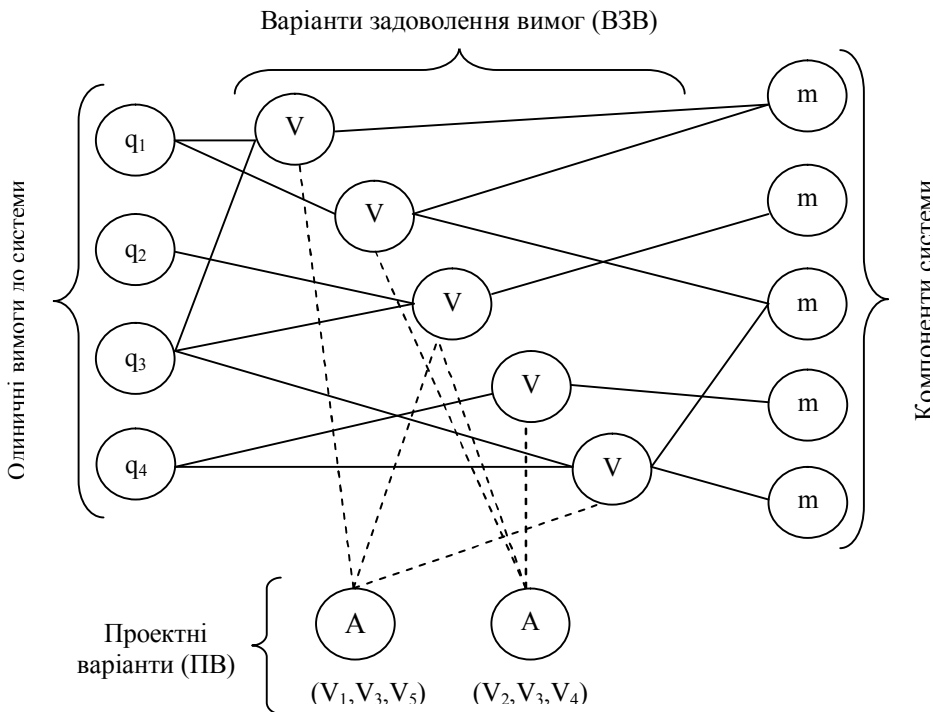 Варіанти задоволення вимог (ВЗВ)
Одиничні вимоги до системи
q1
q2
q3
q4
V
V
V
V
V
m
m
m
m
m
Компоненти системи
Проектні
варіанти (ПВ)
A
A
(V1,V3,V5)
(V2,V3,V4)